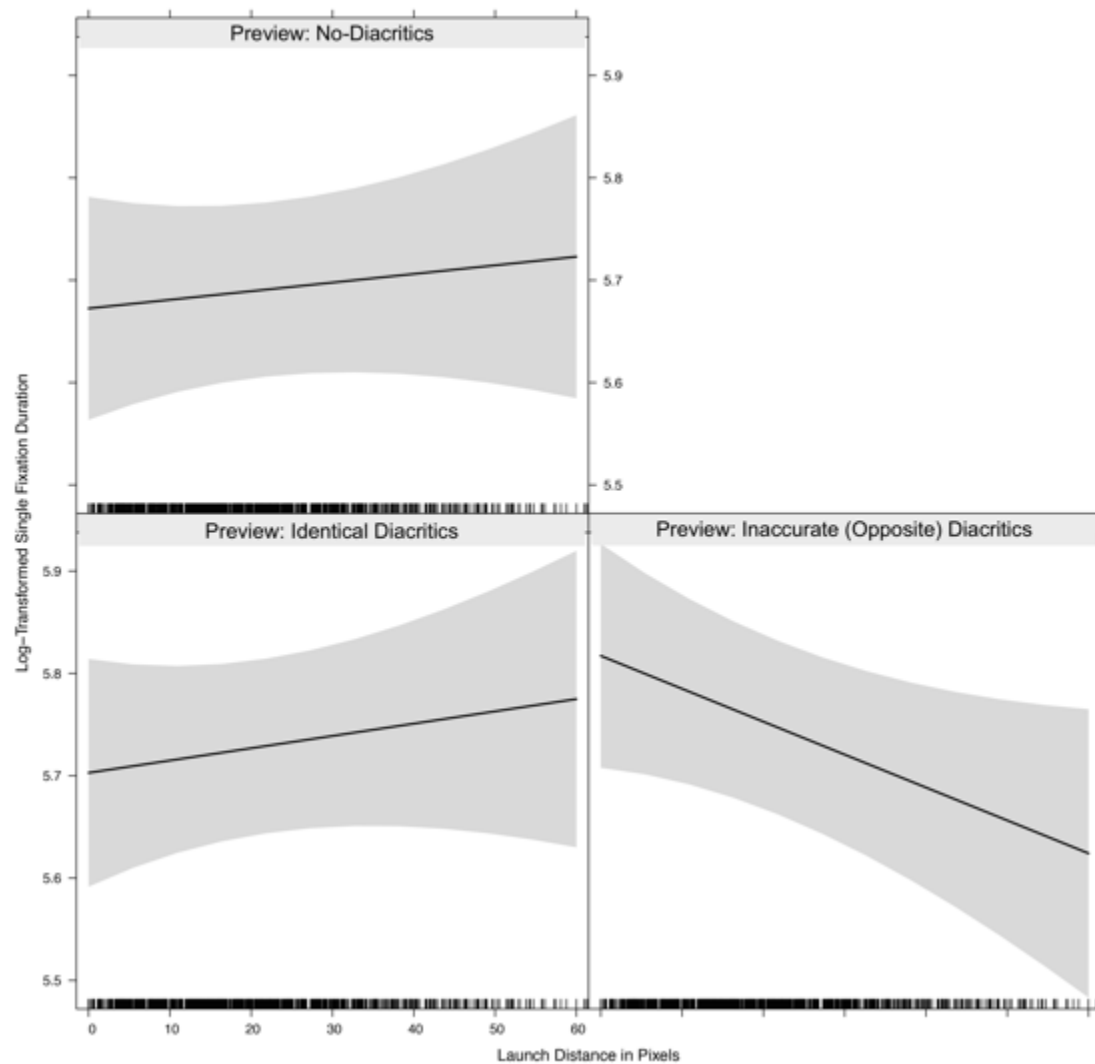 Preview: No-Diacritics
5.9
5.8
5.7
5.6
5.5
Log-Transformed Single Fixation Duration
Preview: Identical Diacritics
Preview: Inaccurate (Opposite) Diacritics
5.9
5.8
5.7
5.6
5.5
0 10 20 30 40 50 60
Launch Distance in Pixels